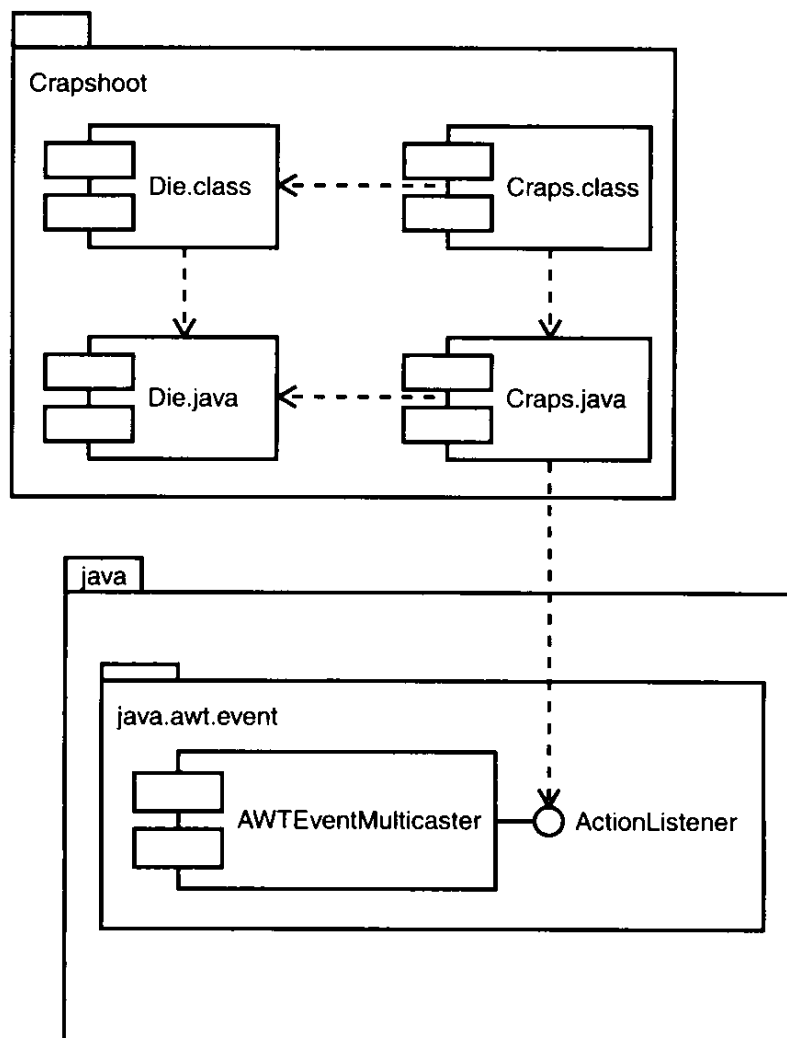 Crapshoot
Die.class
Craps.class
Die.java
Craps.java
java
java.awt.event
AWTEventMulticaster
ActionListener